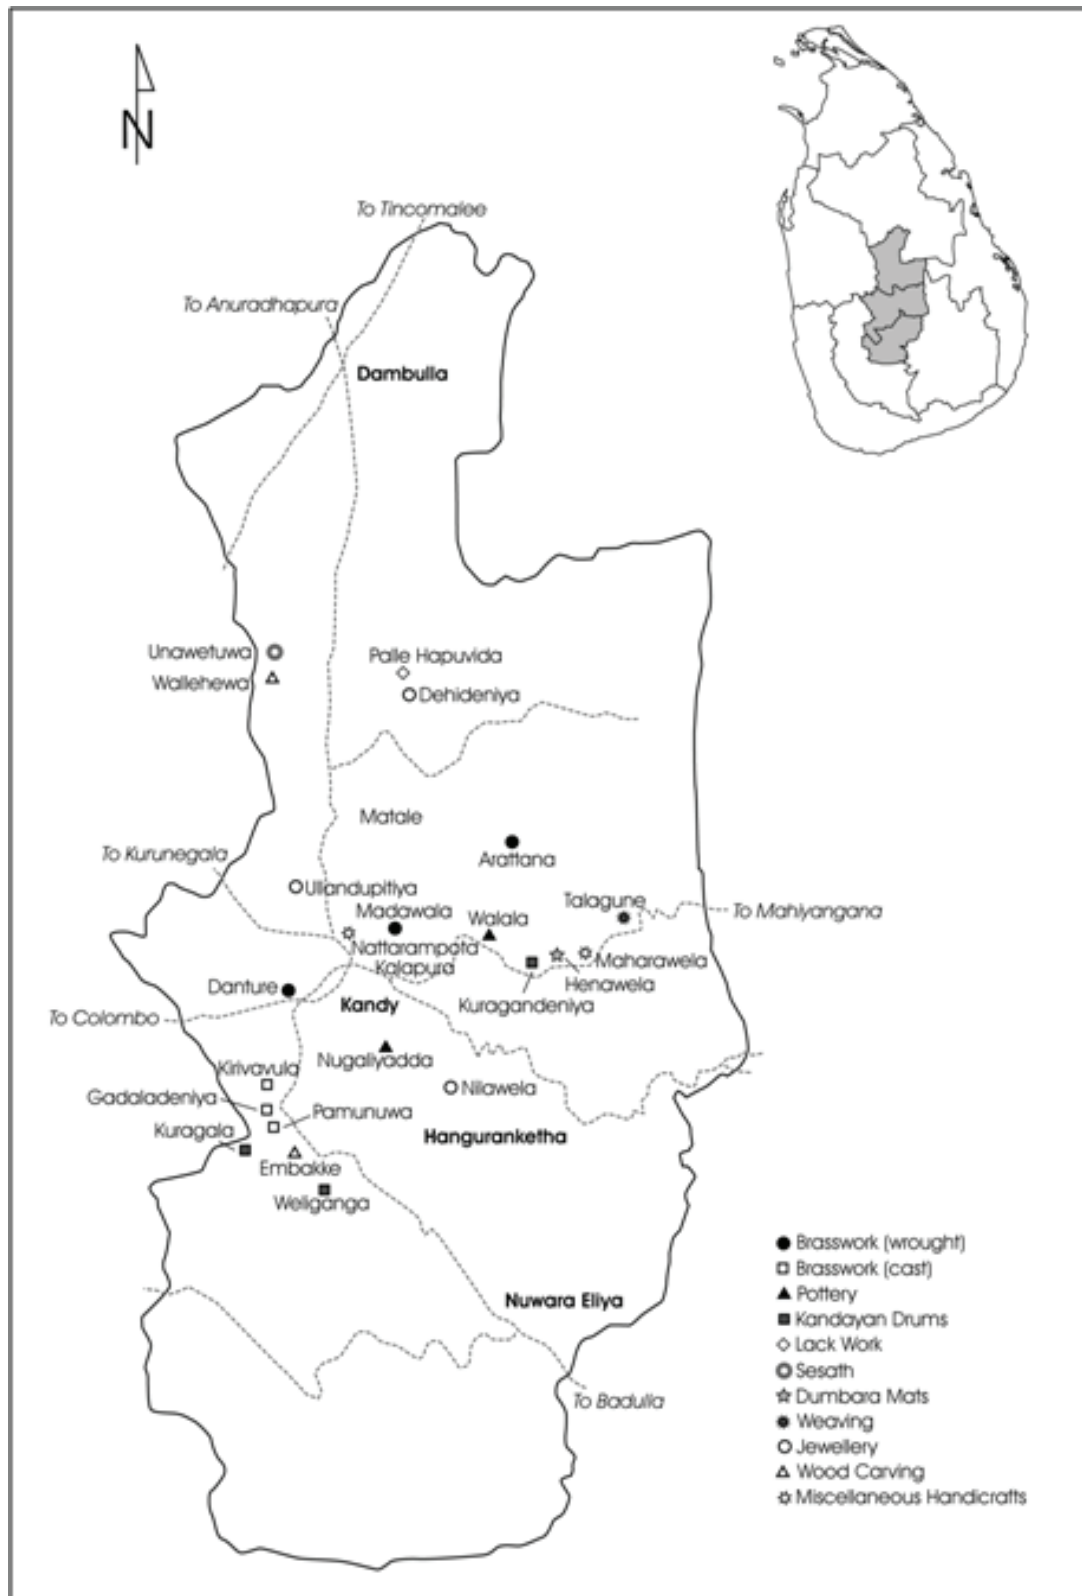 N
To Tincomalee
To Anuradhapura
Dambulla
Unawetuwa
Palle Hapuvida
Wallehewa
Dehideniya
Matale
To Kurunegala
Arattana
Ullandupitiya
Madawala
Walala
Talagune
To Mahiyangana
Nattarampota
Kalapura
Maharawela
Henawela
Danture
Kuragandeniya
Kandy
To Colombo
Nugaliyadda
Kirivavula
Nilawela
Gadaladeniya
Pamunuwa
Kuragala
Hanguranketha
Embakke
Weliganga
Nuwara Eliya
To Badulla
Brasswork (wrought)
Brasswork (cast)
Pottery
Kandayan Drums
Lack Work
Sesath
Dumbara Mats
Weaving
Jewellery
Wood Carving
Miscellaneous Handicrafts